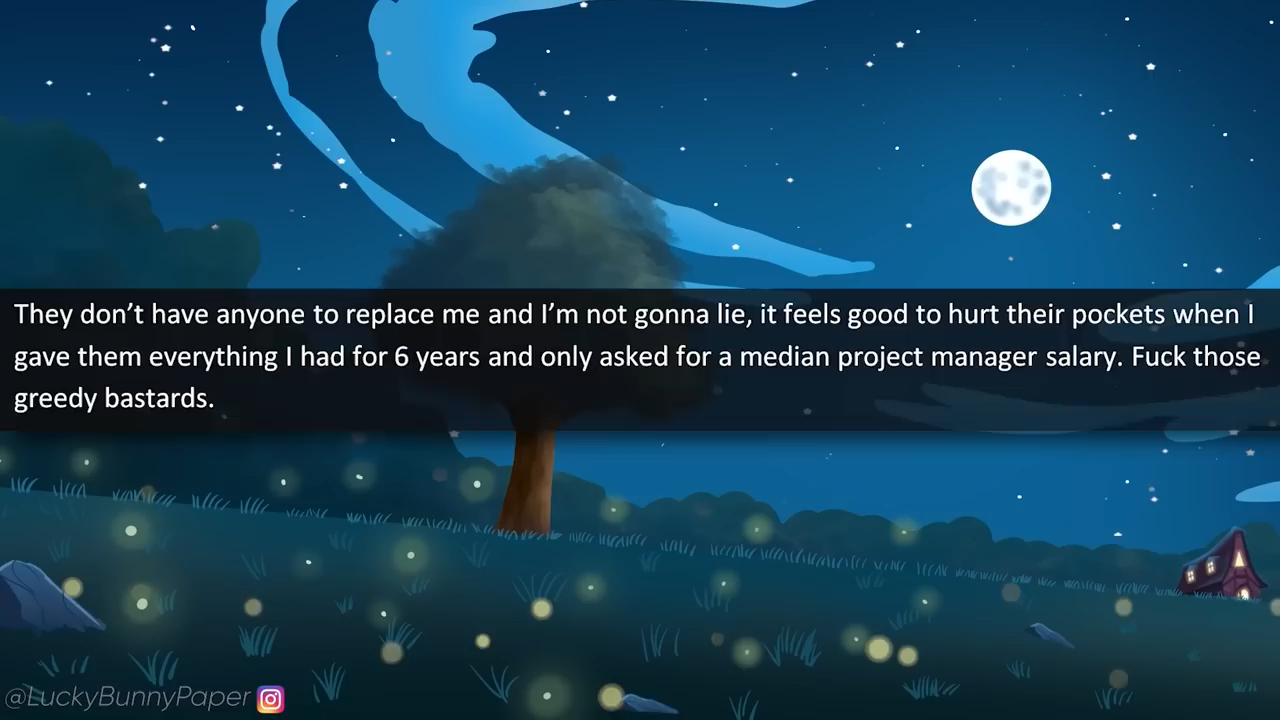 They don’t have anyone to replace me and I’m not gonna lie, it feels good to hurt their pockets when I
gave them everything I had for 6 years and only asked for a median project manager salary. Fuck those
greedy bastards.
@LuckyBunnyPaper